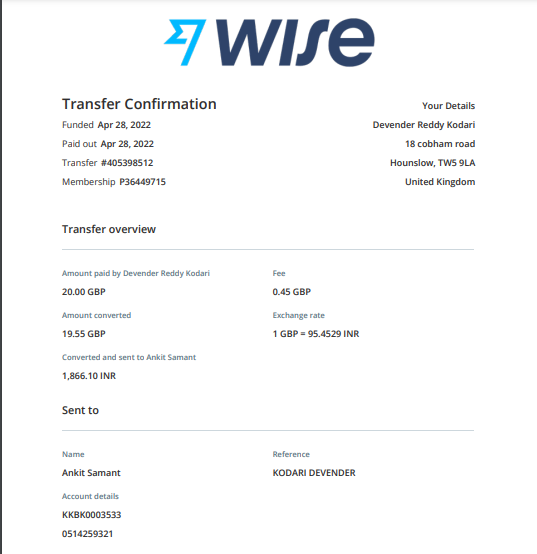 wise
Transfer Confirmation
Your Details
Funded Apr 28, 2022
Devender Reddy Kodari
Paid out Apr 28, 2022
18 cobham road
Transfer #405398512
Hounslow, TW5 9LA
Membership P36449715
United Kingdom
Transfer overview
Amount paid by Devender Reddy Kodari
Fee
20.00 GBP
0.45 GBP
Amount converted
Exchange rate
19.55 GBP
1 GBP = 95.4529 INR
Converted and sent to Ankit Samant
1,866.10 INR
Sent to
Name
Reference
Ankit Samant
KODARI DEVENDER
Account details
KKBK0003533
0514259321